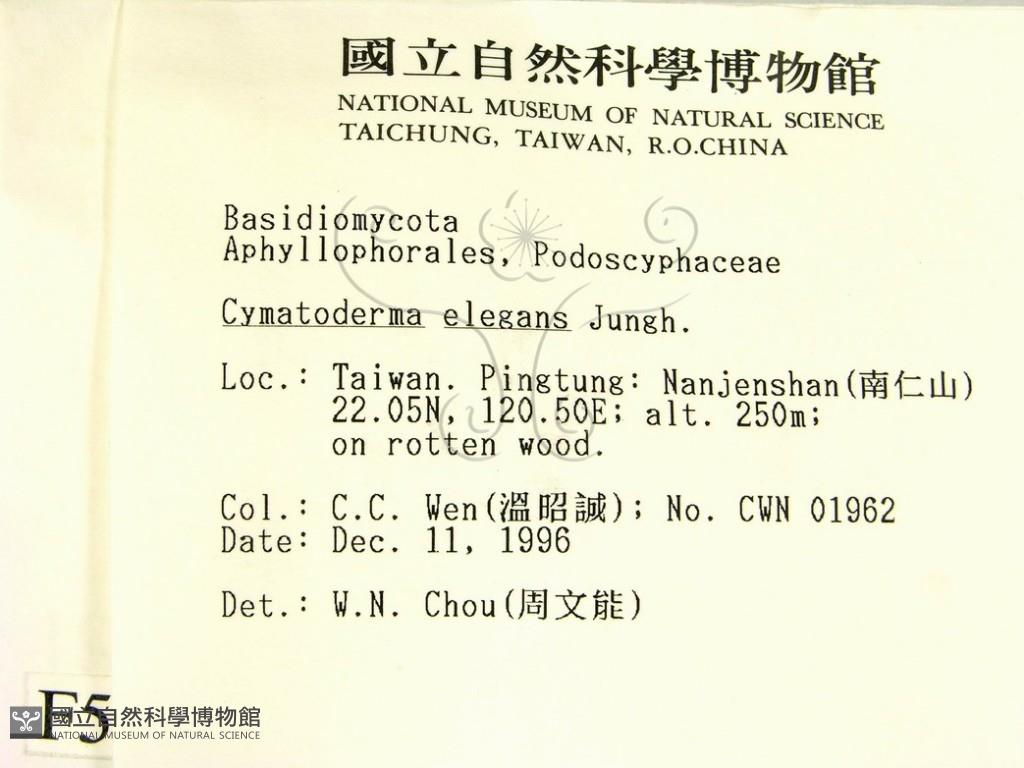 國立自然科學博物館
NATIONAL MUSEUM OF NATURAL SCIENCE
TAICHUNG, TAIWAN, R.O.CHINA
Basidiomycota
Aphyllophorales, Podoscyphaceae
Cymatoderma elegans Jungh.
Loc.: Taiwan. Pingtung: Nanjenshan(南仁山)
22.05N, 120.50E; alt. 250m;
on rotten wood.
Col.: C.C. Wen(溫昭誠); No. CWN 01962
Date: Dec. 11, 1996
Det.: W.N. Chou(周文能)
F5
國立自然科學博物館
NATIONAL MUSEUM OF NATURAL SCIENCE